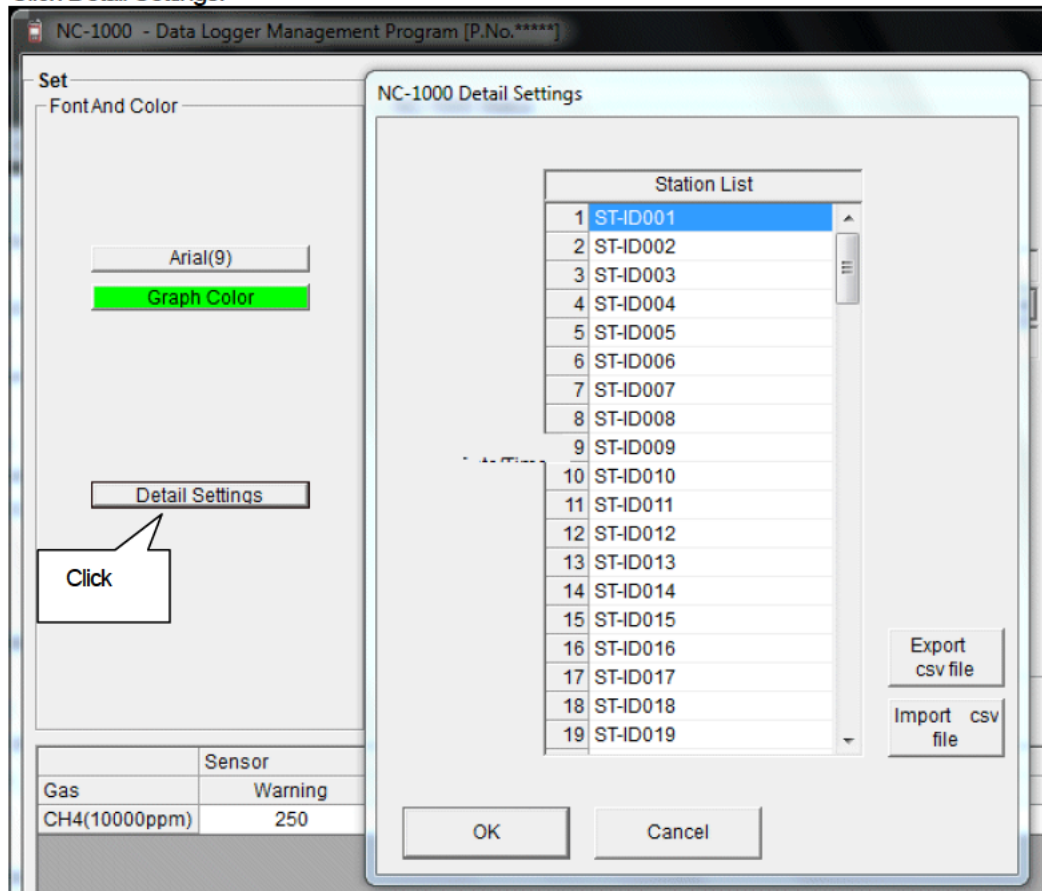 NC-1000 - Data Logger Management Program [P.No.*****]
Set
Font And Color
Arial(9)
Graph Color
Detail Settings
Click
NC-1000 Detail Settings
Station List
1 ST-ID001
2 ST-ID002
3 ST-ID003
4 ST-ID004
5 ST-ID005
6 ST-ID006
7 ST-ID007
8 ST-ID008
9 ST-ID009
10 ST-ID010
11 ST-ID011
12 ST-ID012
13 ST-ID013
14 ST-ID014
15 ST-ID015
16 ST-ID016
17 ST-ID017
18 ST-ID018
19 ST-ID019
Export
csv file
Import csv
file
OK
Cancel
Sensor
Gas Warning
CH4(10000ppm) 250